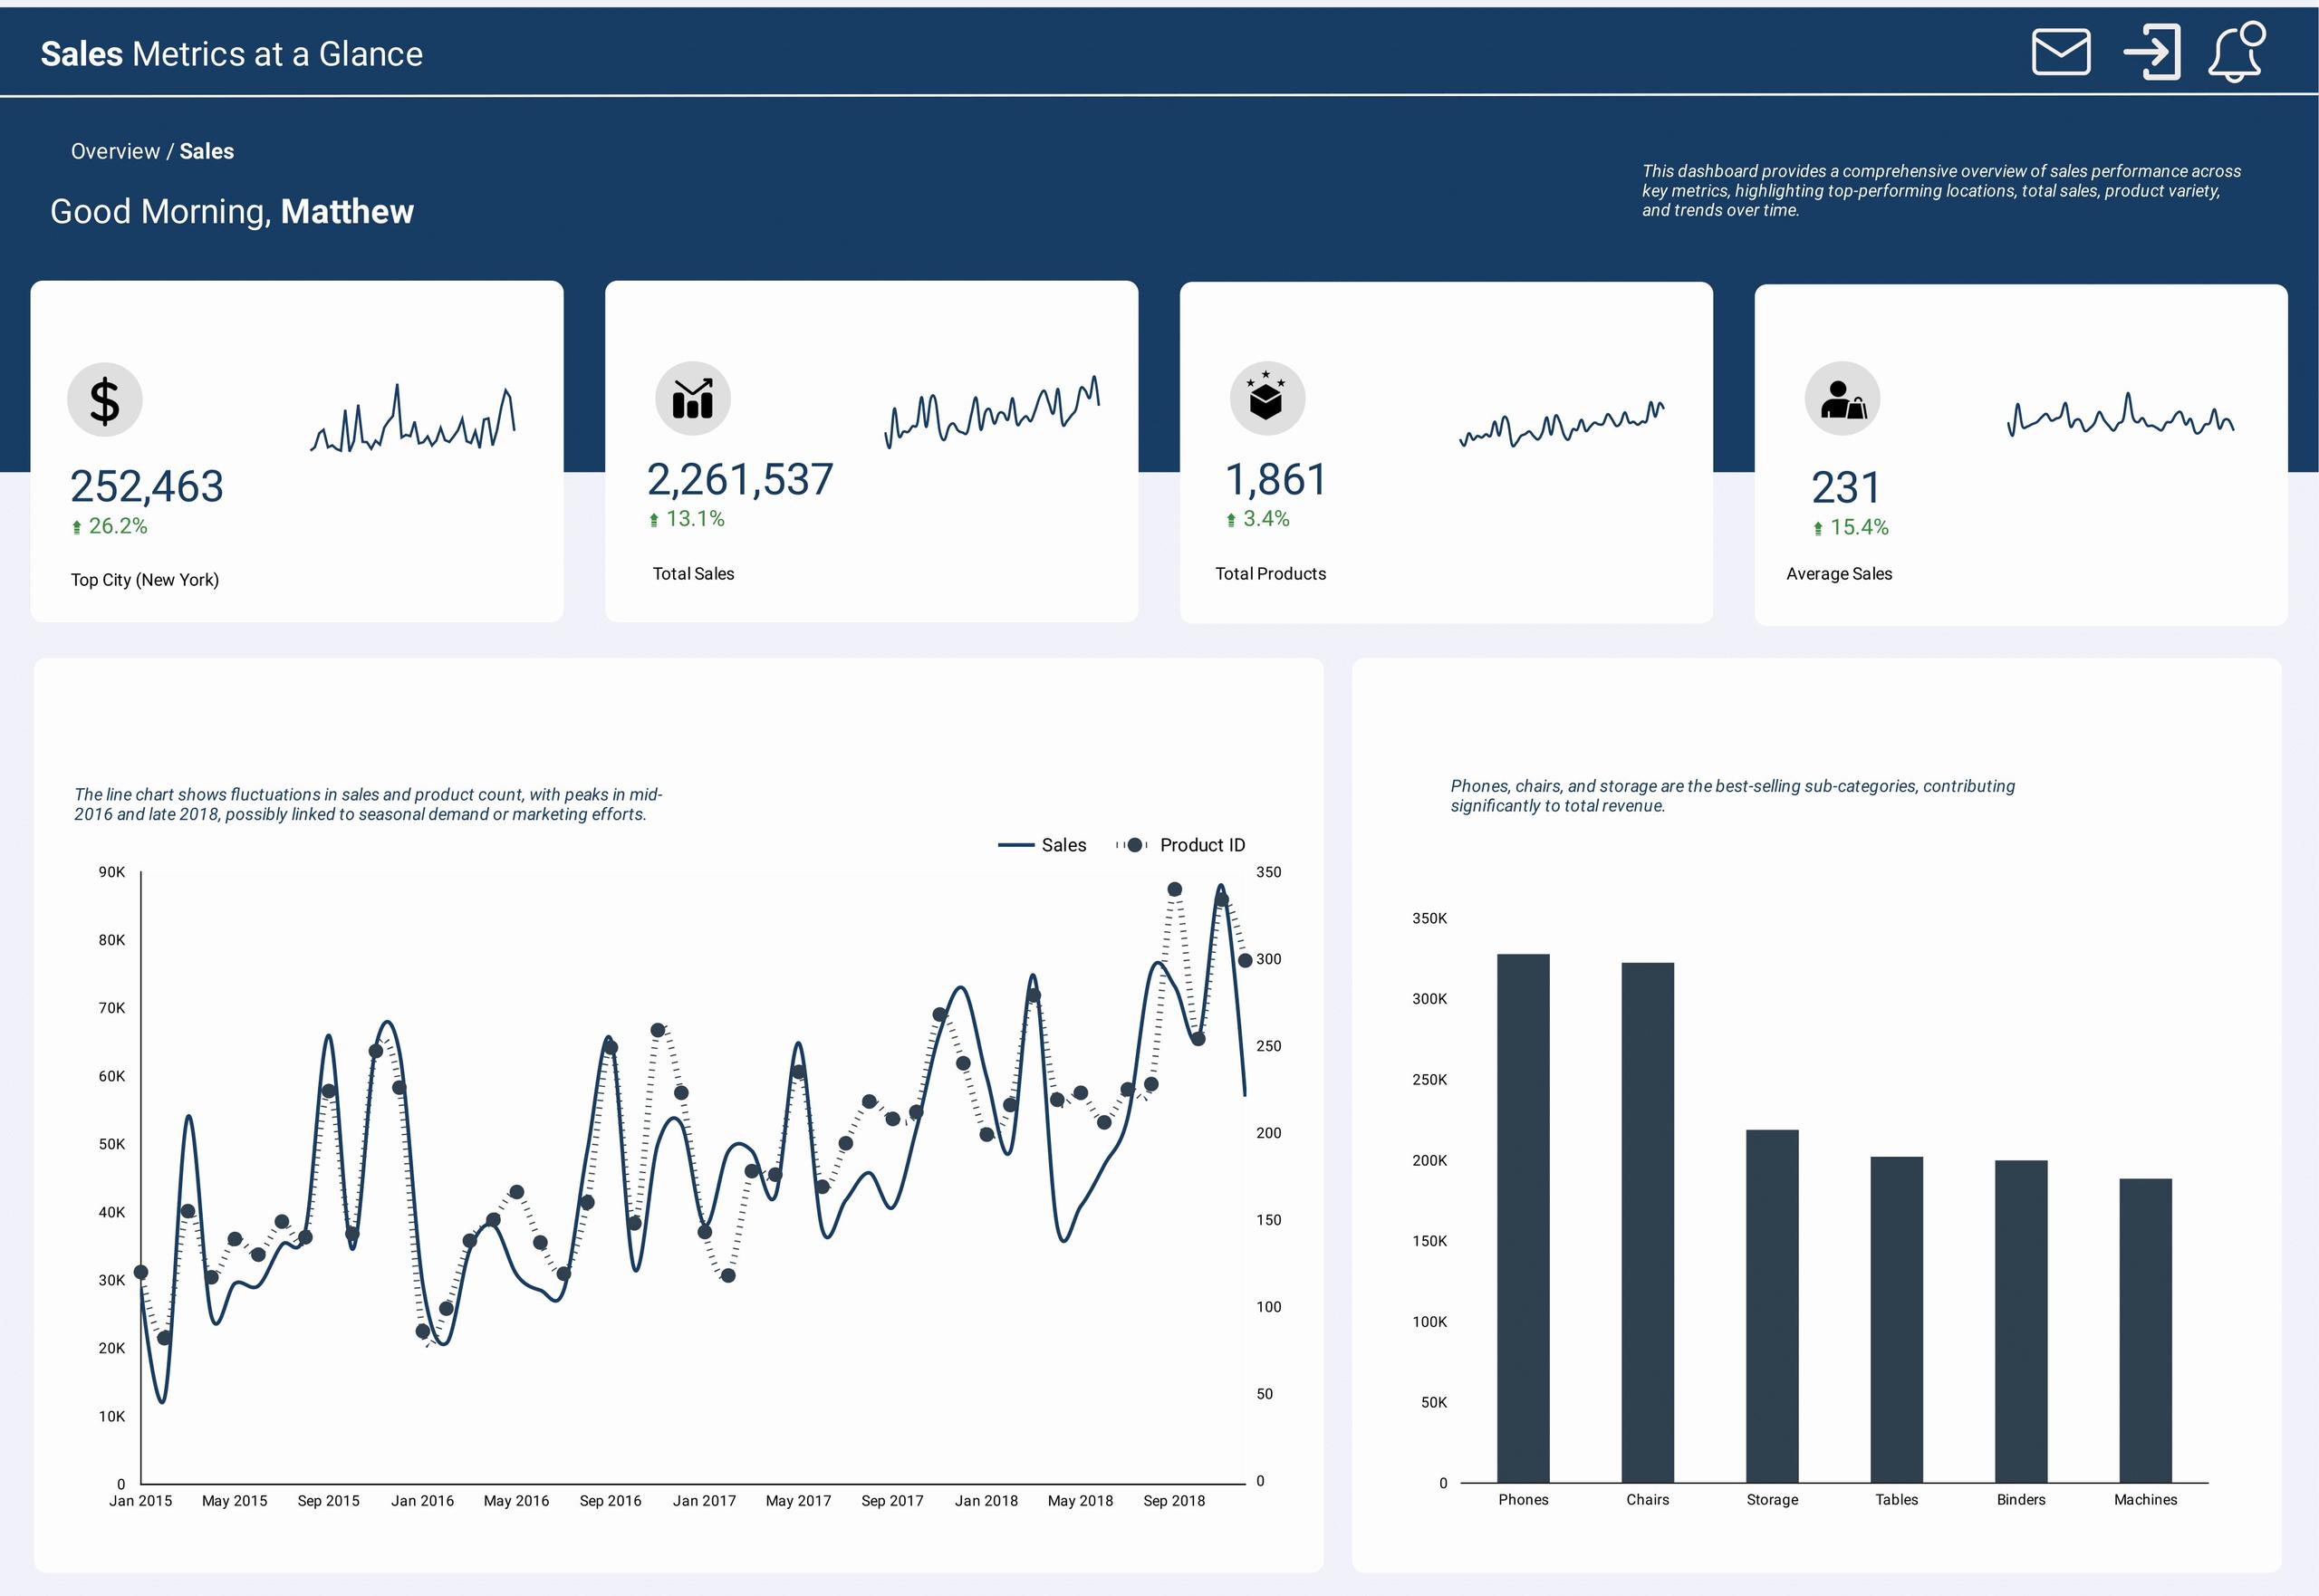 Sales Metrics at a Glance
Overview / Sales
Good Morning, Matthew
This dashboard provides a comprehensive overview of sales performance across
key metrics, highlighting top-performing locations, total sales, product variety,
and trends over time.
252,463
26.2%
Top City (New York)
2,261,537
13.1%
Total Sales
1,861
3.4%
Total Products
231
15.4%
Average Sales
The line chart shows fluctuations in sales and product count, with peaks in mid-
2016 and late 2018, possibly linked to seasonal demand or marketing efforts.
Sales
Product ID
90K
80K
70K
60K
50K
40K
30K
20K
10K
0
350
300
250
200
150
100
50
0
Jan 2015
May 2015
Sep 2015
Jan 2016
May 2016
Sep 2016
Jan 2017
May 2017
Sep 2017
Jan 2018
May 2018
Sep 2018
Phones, chairs, and storage are the best-selling sub-categories, contributing
significantly to total revenue.
350K
300K
250K
200K
150K
100K
50K
0
Phones
Chairs
Storage
Tables
Binders
Machines